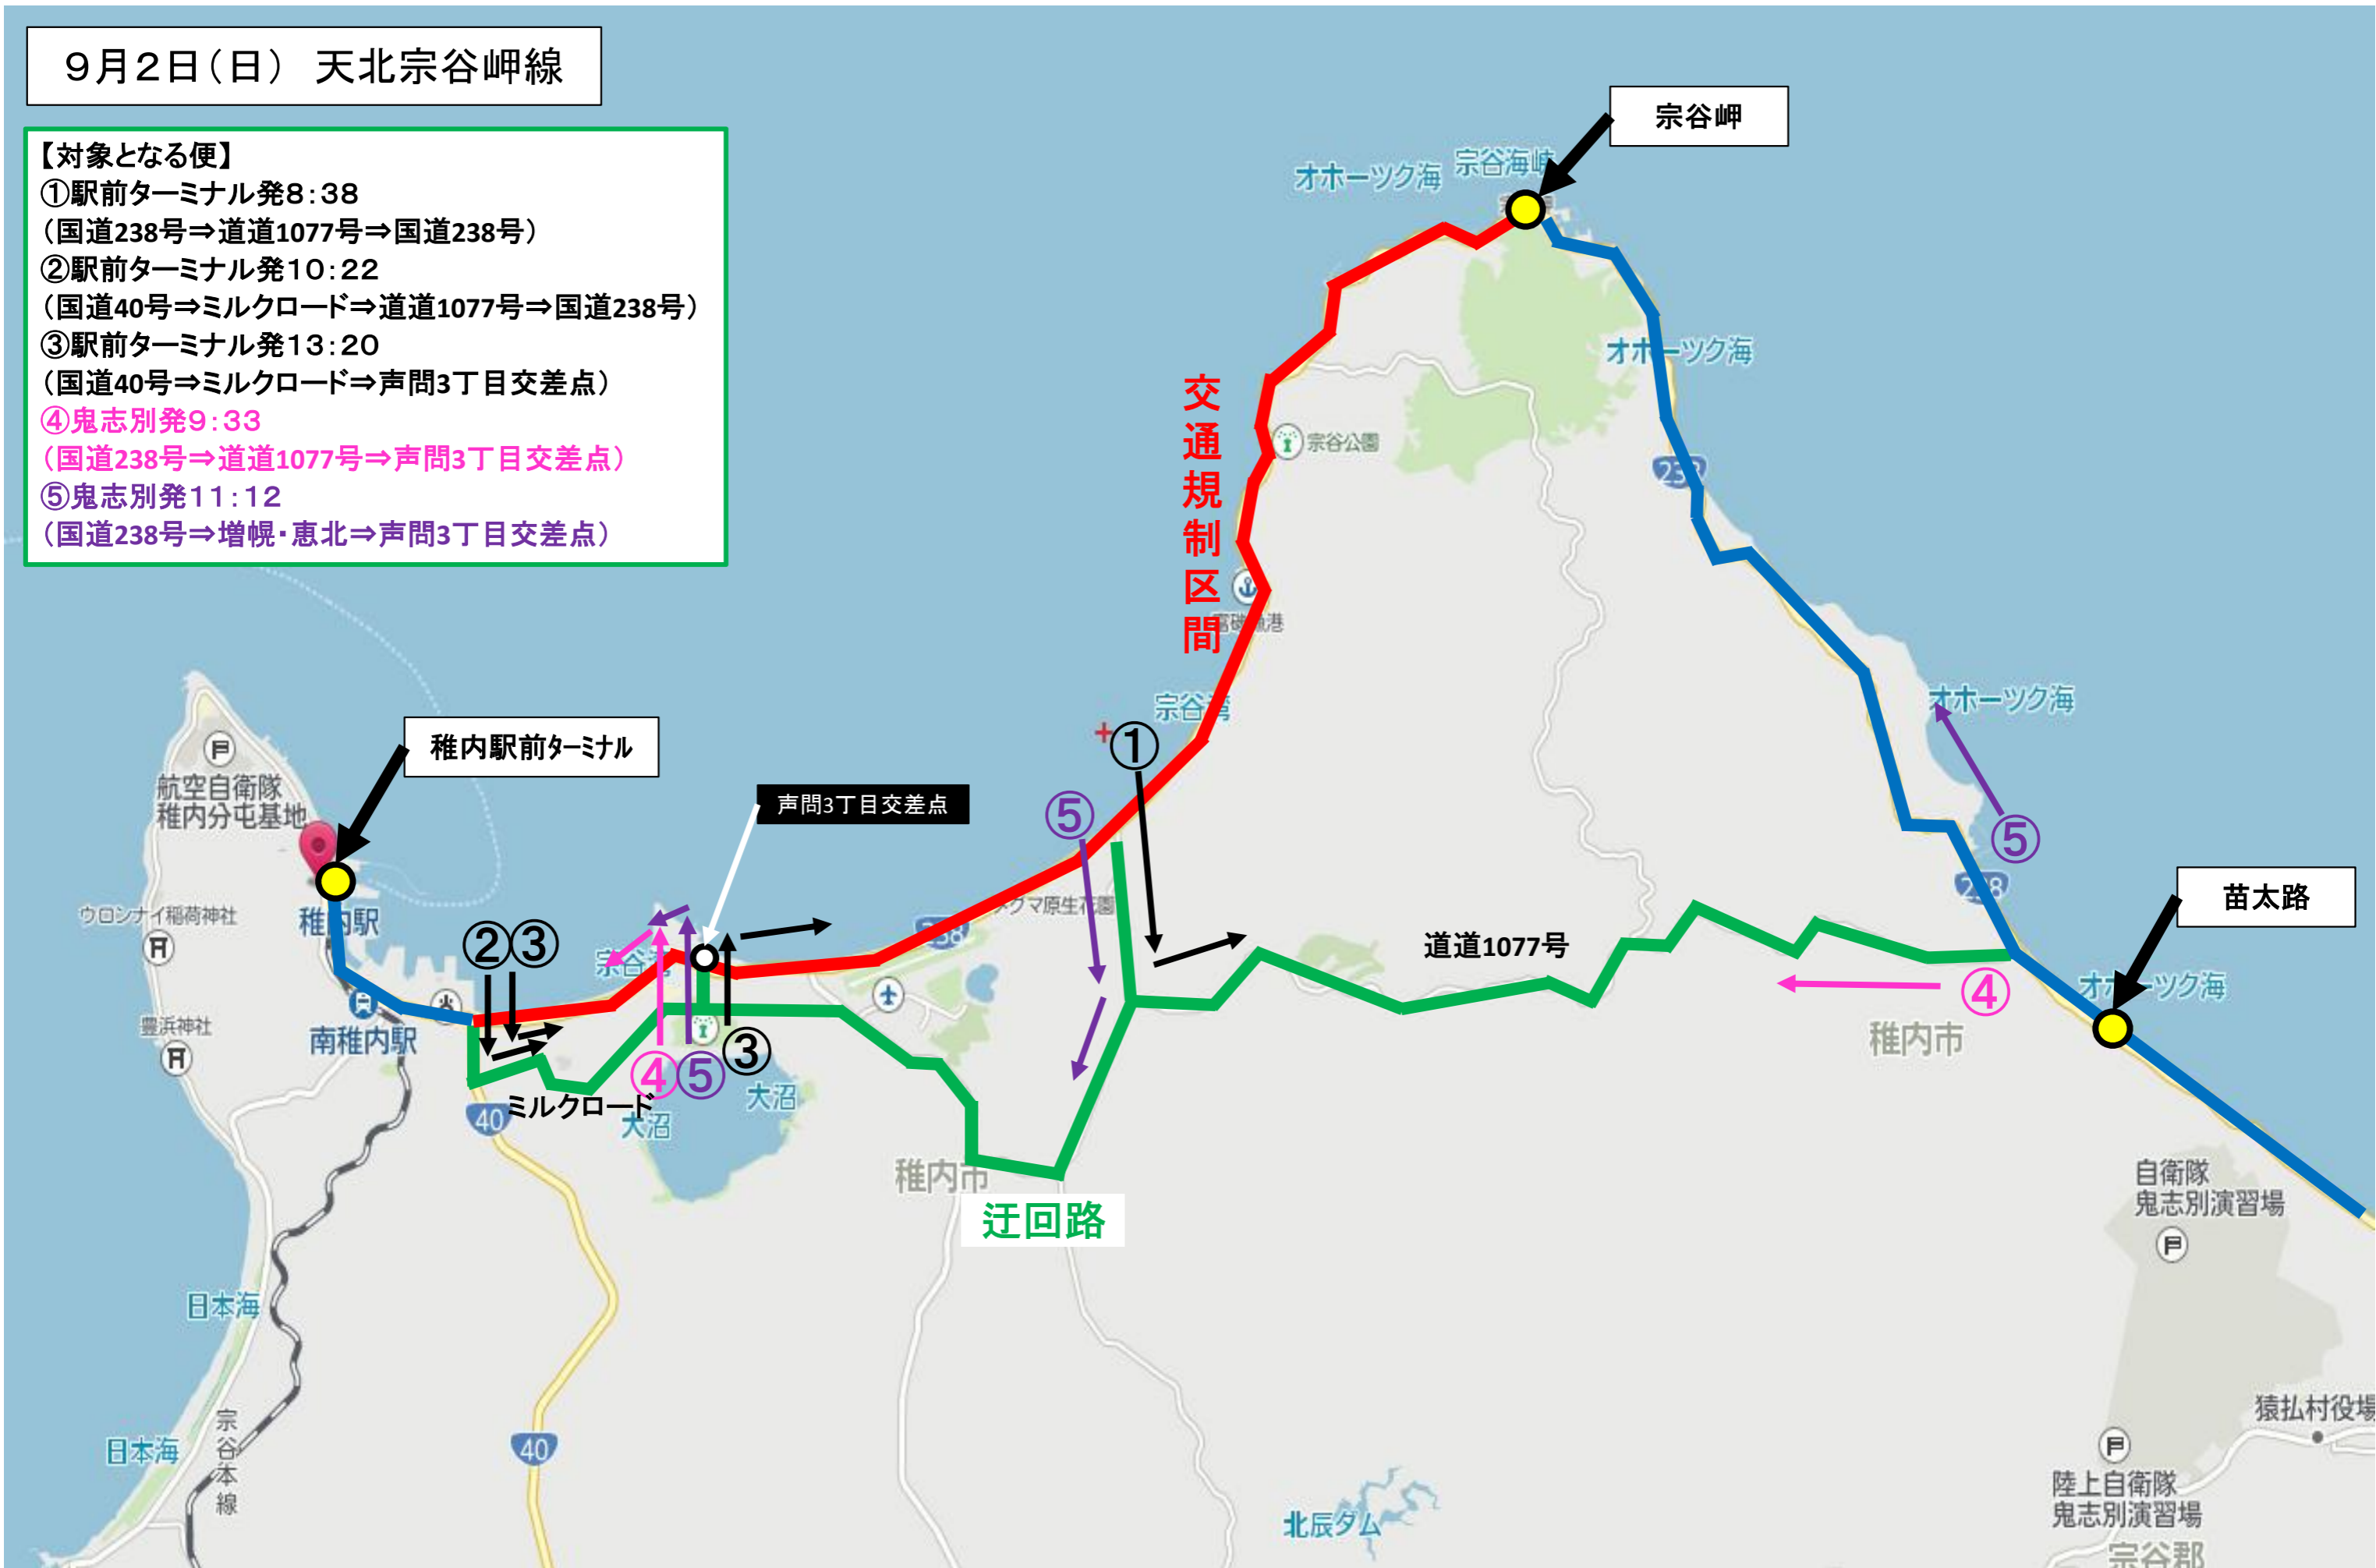 ９月２日（日） 天北宗谷岬線
【対象となる便】
①駅前ターミナル発８：３８
（国道238号⇒道道1077号⇒国道238号）
②駅前ターミナル発１０：２２
（国道40号⇒ミルクロード⇒道道1077号⇒国道238号）
③駅前ターミナル発１３：２０
（国道40号⇒ミルクロード⇒声問3丁目交差点）
④鬼志別発９：３３
（国道238号⇒道道1077号⇒声問3丁目交差点）
⑤鬼志別発１１：１２
（国道238号⇒増幌・恵北⇒声問3丁目交差点）
宗谷岬
オホーツク海
宗谷海峡
オホーツク海
交通規制区間
宗谷公園
238
宗谷湾
オホーツク海
稚内駅前ターミナル
航空自衛隊
稚内分屯基地
声問3丁目交差点
①
⑤
⑤
238
苗太路
ウロンナイ稲荷神社
稚内駅
②③
宗谷湾
238
メグマ原生花園
道道1077号
④
オホーツク海
稚内市
豊浜神社
南稚内駅
④⑤③
ミルクロード
40
大沼
大沼
稚内市
迂回路
自衛隊
鬼志別演習場
日本海
日本海
宗谷本線
40
北辰ダム
猿払村役場
陸上自衛隊
鬼志別演習場
宗谷郡